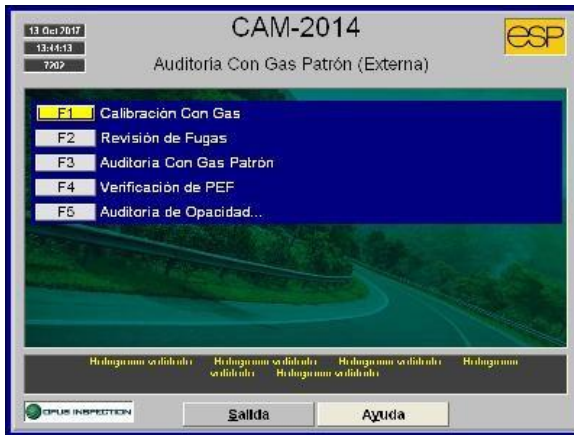 13 Oct 2017
13:44:13
7202
CAM-2014
Auditoria Con Gas Patrón (Externa)
esp
F1 Calibración Con Gas
F2 Revisión de Fugas
F3 Auditoria Con Gas Patrón
F4 Verificación de PEF
F5 Auditoria de Opacidad...
OPUS INSPECTION
Salida
Ayuda